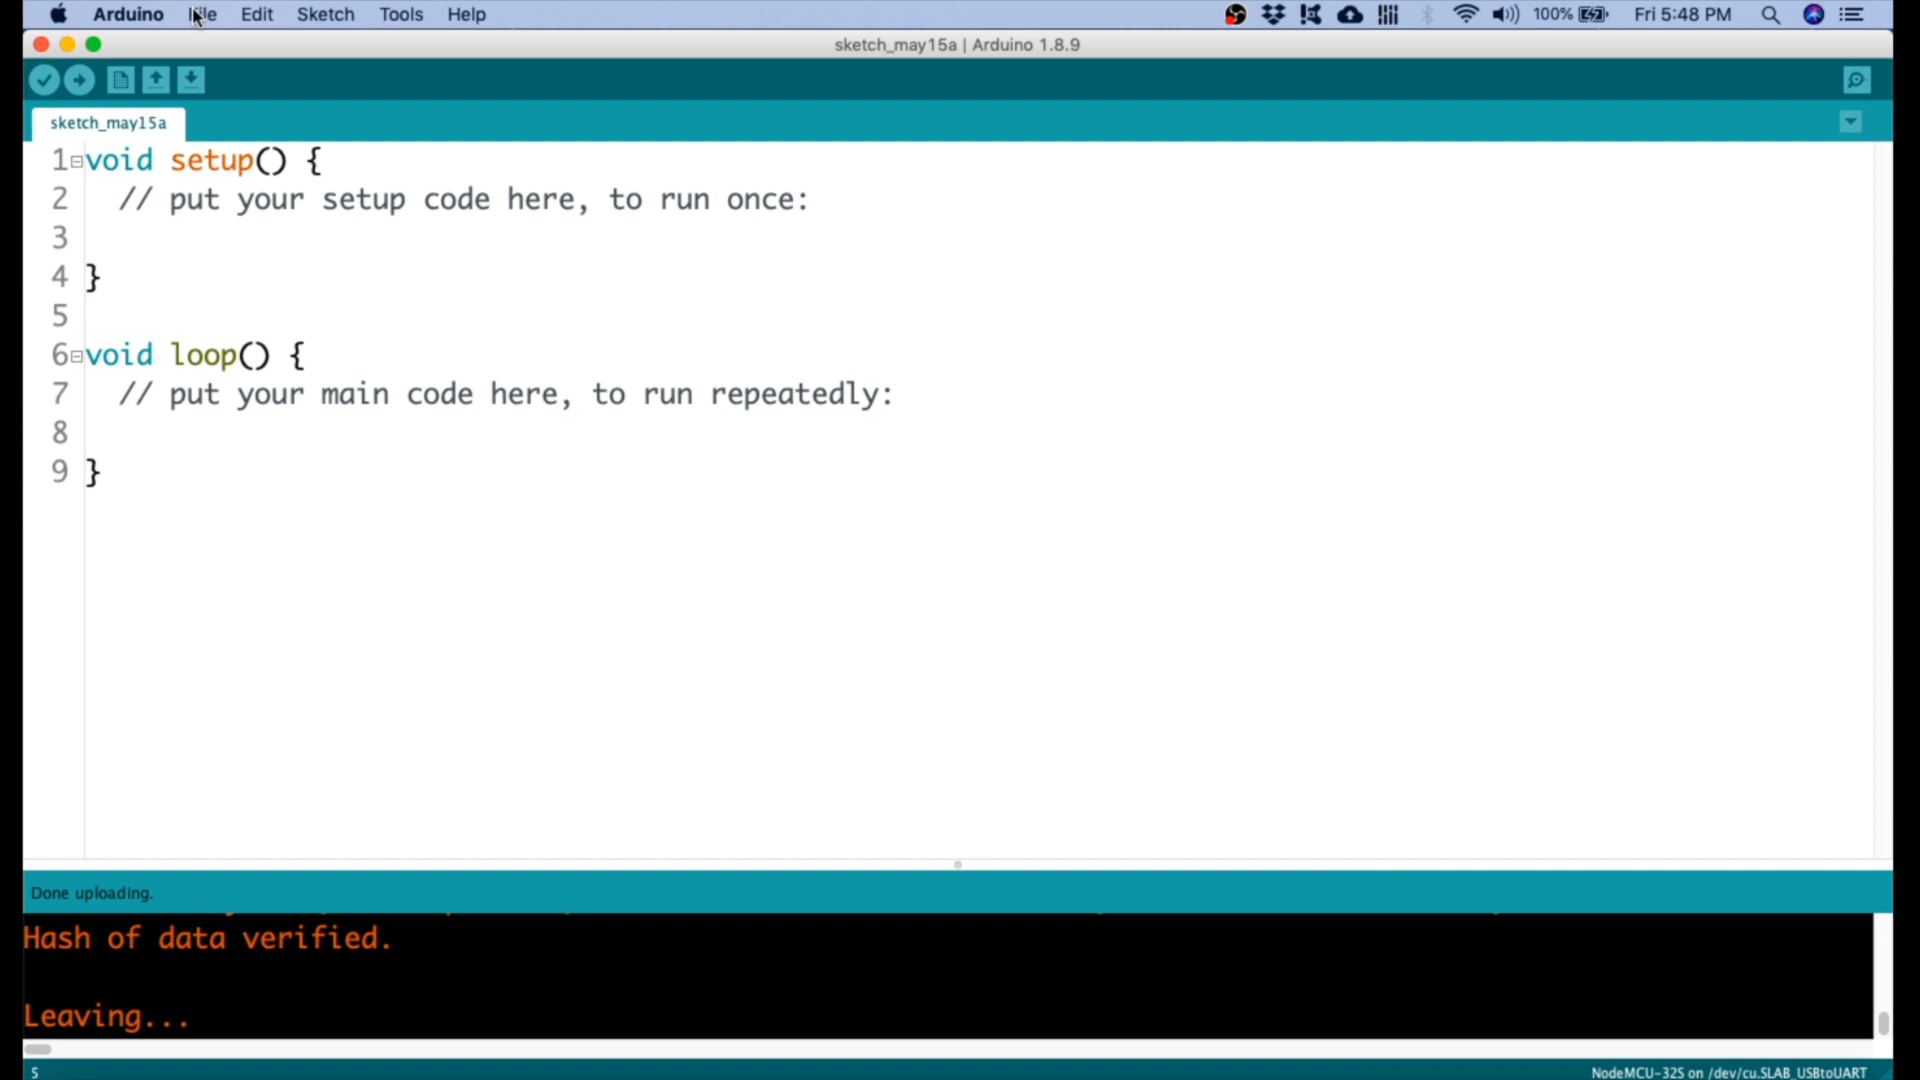 Arduino File Edit Sketch Tools Help 100% Fri 5:48 PM
sketch_may15a | Arduino 1.8.9
sketch_may15a
1 void setup() {
2 // put your setup code here, to run once:
3
4 }
5
6 void loop() {
7 // put your main code here, to run repeatedly:
8
9 }
Done uploading.
Hash of data verified.
Leaving...
5 NodeMCU-32S on /dev/cu.SLAB_USBtoUART